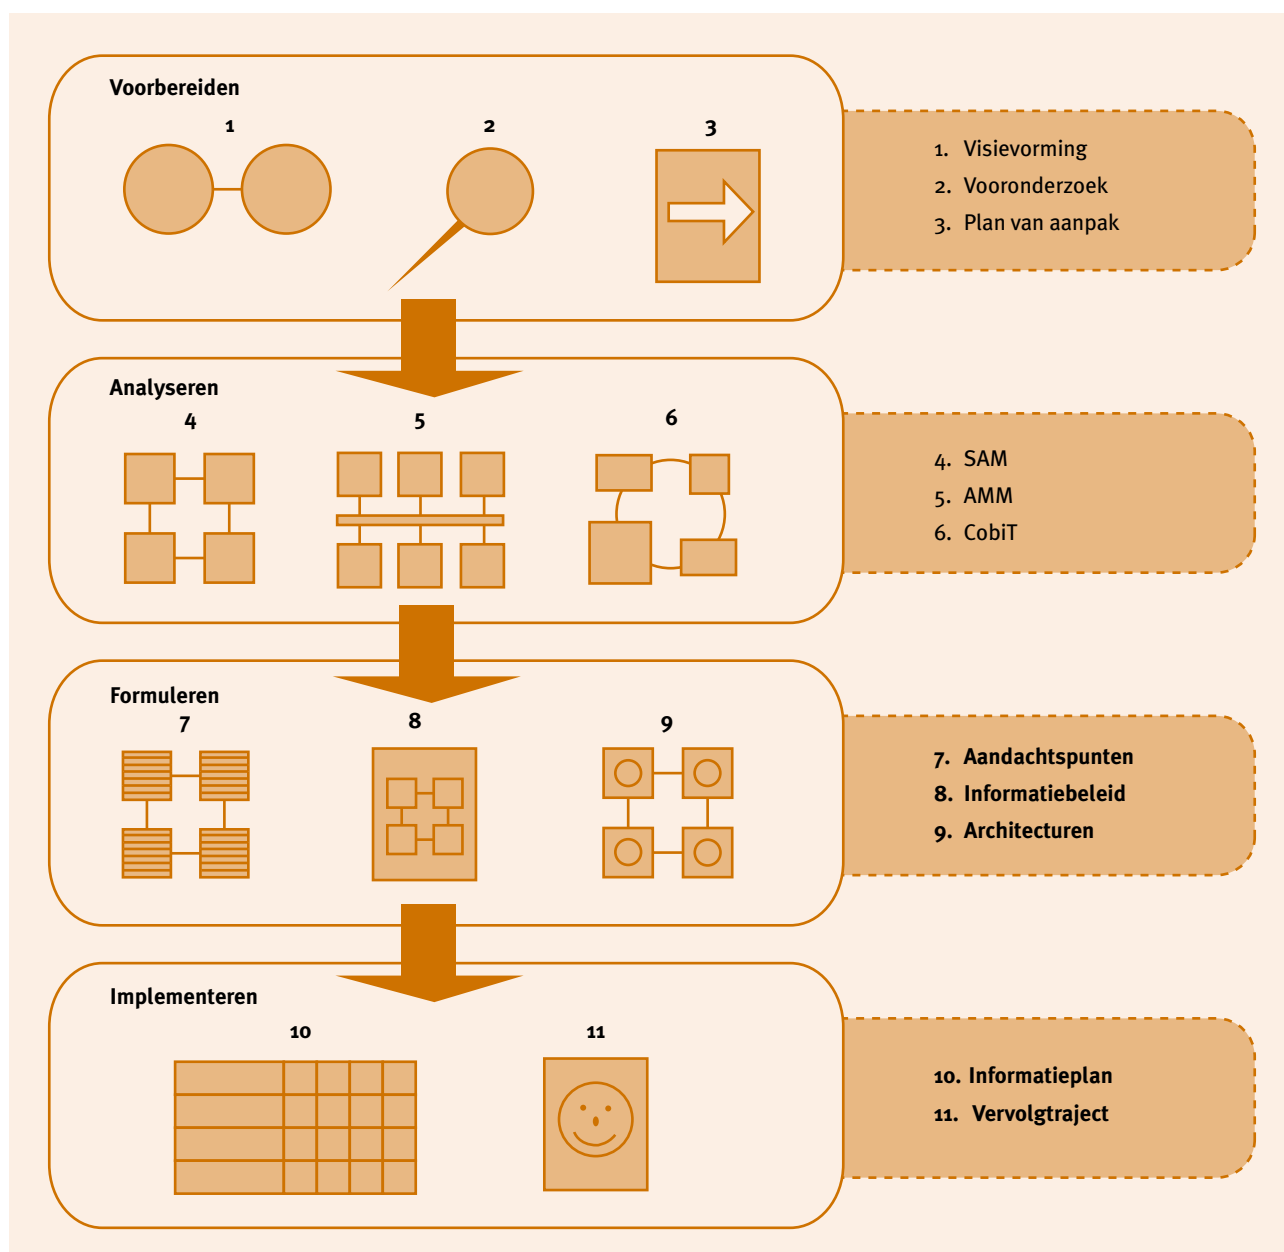 Voorbereiden
1 2 3
1. Visievorming
2. Vooronderzoek
3. Plan van aanpak
Analyseren
4 5 6
4. SAM
5. AMM
6. CobiT
Formuleren
7 8 9
7. Aandachtspunten
8. Informatiebeleid
9. Architecturen
Implementeren
10 11
10. Informatieplan
11. Vervolgtraject